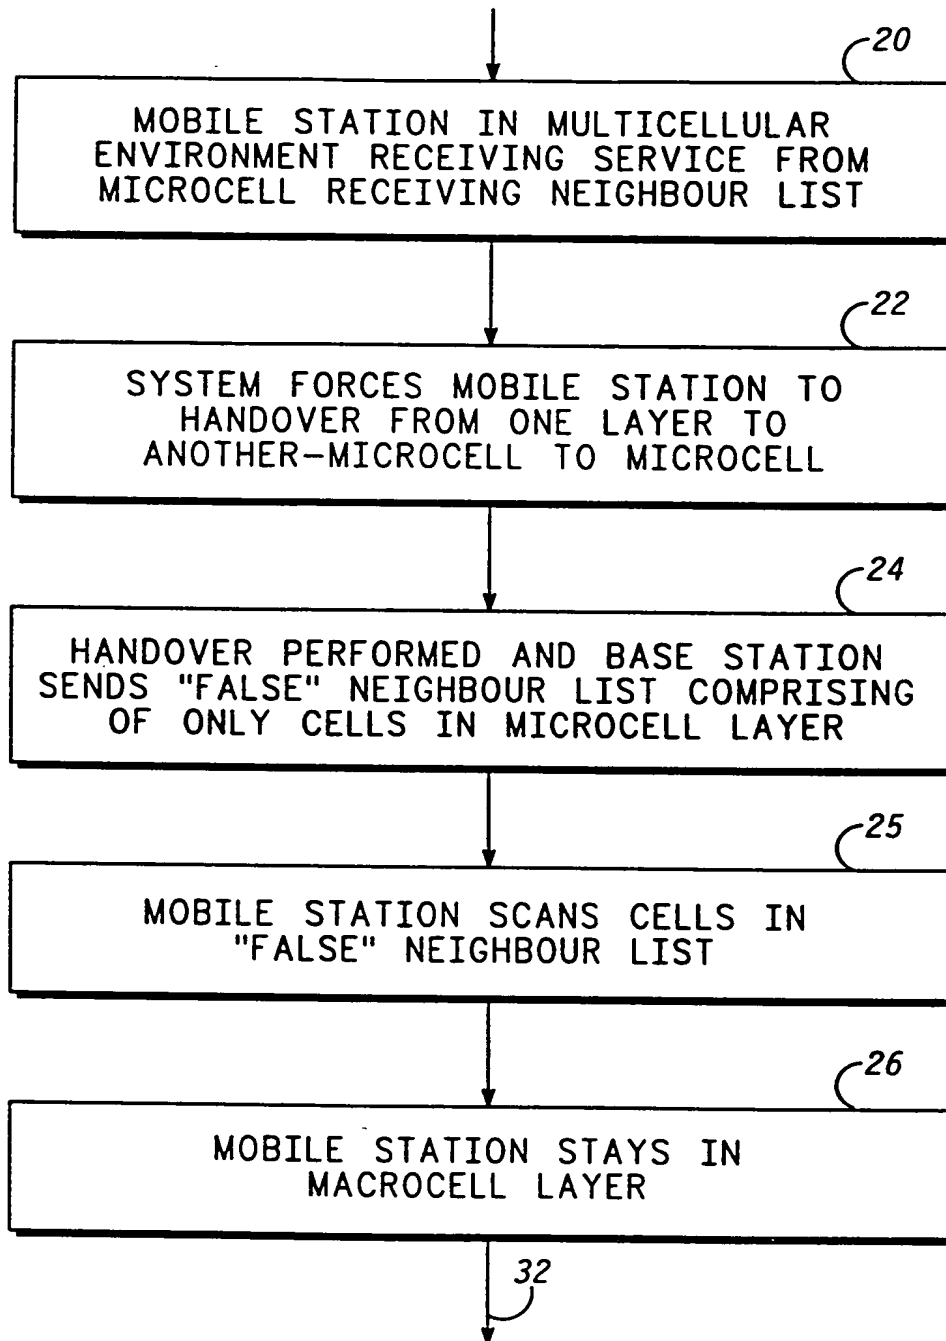 20
MOBILE STATION IN MULTICELLULAR
ENVIRONMENT RECEIVING SERVICE FROM
MICROCELL RECEIVING NEIGHBOUR LIST
22
SYSTEM FORCES MOBILE STATION TO
HANDOVER FROM ONE LAYER TO
ANOTHER-MICROCELL TO MICROCELL
24
HANDOVER PERFORMED AND BASE STATION
SENDS "FALSE" NEIGHBOUR LIST COMPRISING
OF ONLY CELLS IN MICROCELL LAYER
25
MOBILE STATION SCANS CELLS IN
"FALSE" NEIGHBOUR LIST
26
MOBILE STATION STAYS IN
MACROCELL LAYER
32